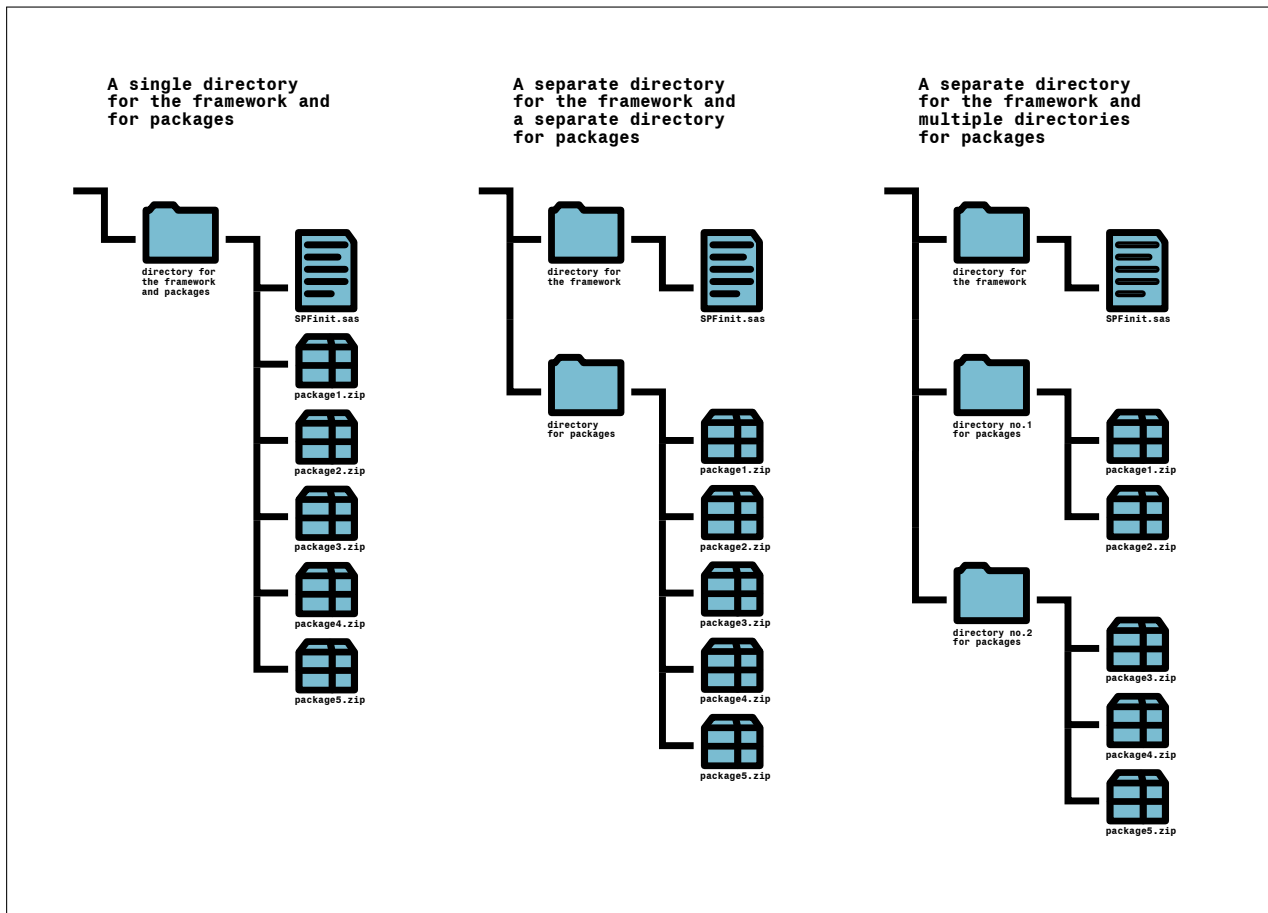 A single directory
for the framework and
for packages
directory for
the framework
and packages
SPFinit.sas
package1.zip
package2.zip
package3.zip
package4.zip
package5.zip
A separate directory
for the framework and
a separate directory
for packages
directory for
the framework
SPFinit.sas
directory
for packages
package1.zip
package2.zip
package3.zip
package4.zip
package5.zip
A separate directory
for the framework and
multiple directories
for packages
directory for
the framework
SPFinit.sas
directory no.1
for packages
package1.zip
package2.zip
directory no.2
for packages
package3.zip
package4.zip
package5.zip